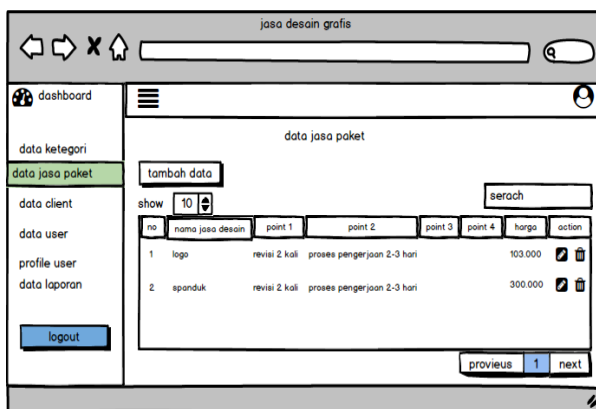 jasa desain grafis
dashboard
data ketegori
data jasa paket
data client
data user
profile user
data laporan
logout
data jasa paket
tambah data
show 10
serach
no nama jasa desain point 1 point 2 point 3 point 4 harga action
1 logo revisi 2 kali proses pengerjaan 2-3 hari 103.000
2 spanduk revisi 2 kali proses pengerjaan 2-3 hari 300.000
provieus 1 next